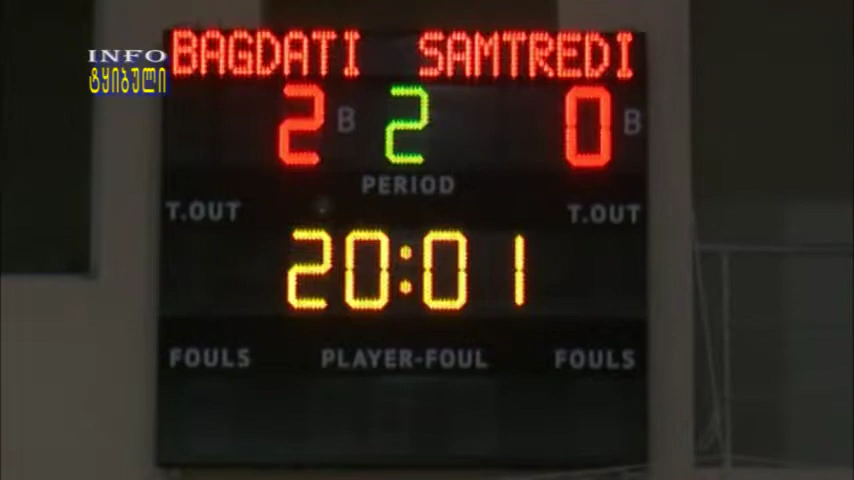 INFO
ტყიბული
BAGDATI SAMTREDI
2 B 2 0 B
PERIOD
T.OUT T.OUT
20:01
FOULS PLAYER-FOUL FOULS